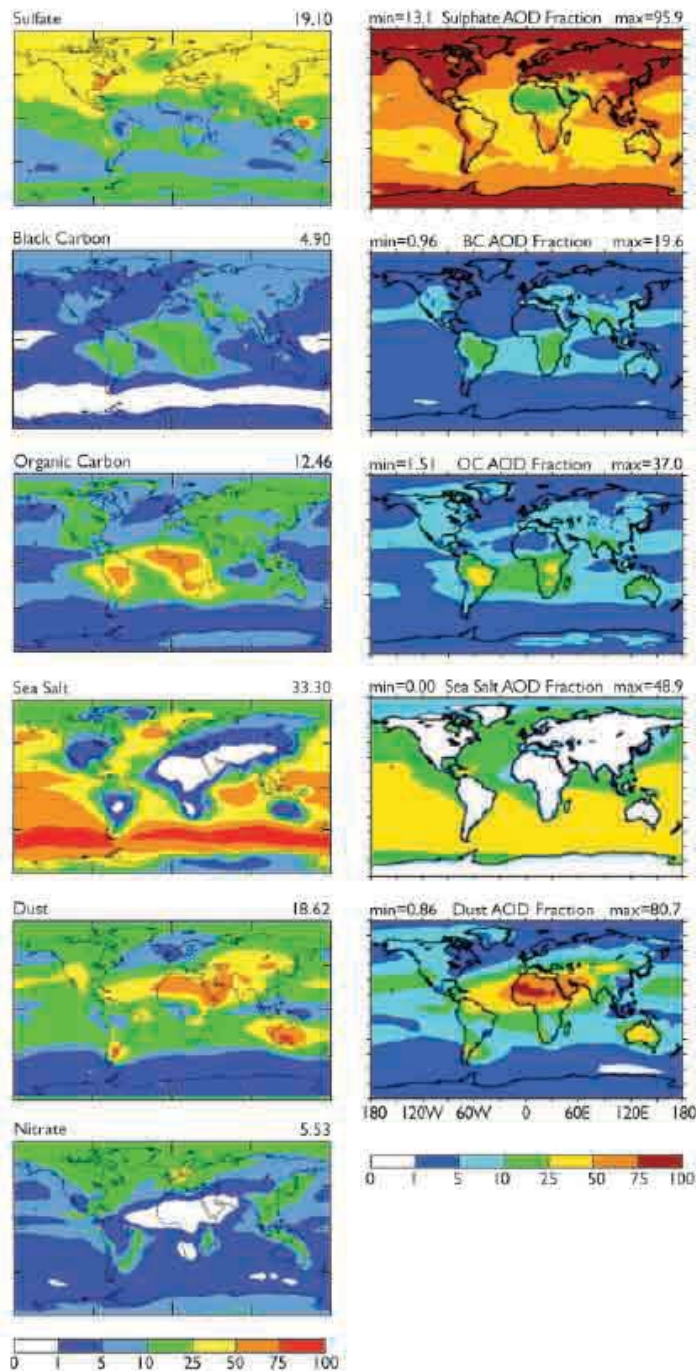 Sulfate 19.10
min=13.1 Sulphate AOD Fraction max=95.9
Black Carbon 4.90
min=0.96 BC AOD Fraction max=19.6
Organic Carbon 12.46
min=1.51 OC AOD Fraction max=37.0
Sea Salt 33.30
min=0.00 Sea Salt AOD Fraction max=48.9
Dust 18.62
min=0.86 Dust AOD Fraction max=80.7
180 120W 60W 0 60E 120E 180
Nitrate 5.53
0 1 5 10 25 50 75 100
0 1 5 10 25 50 75 100